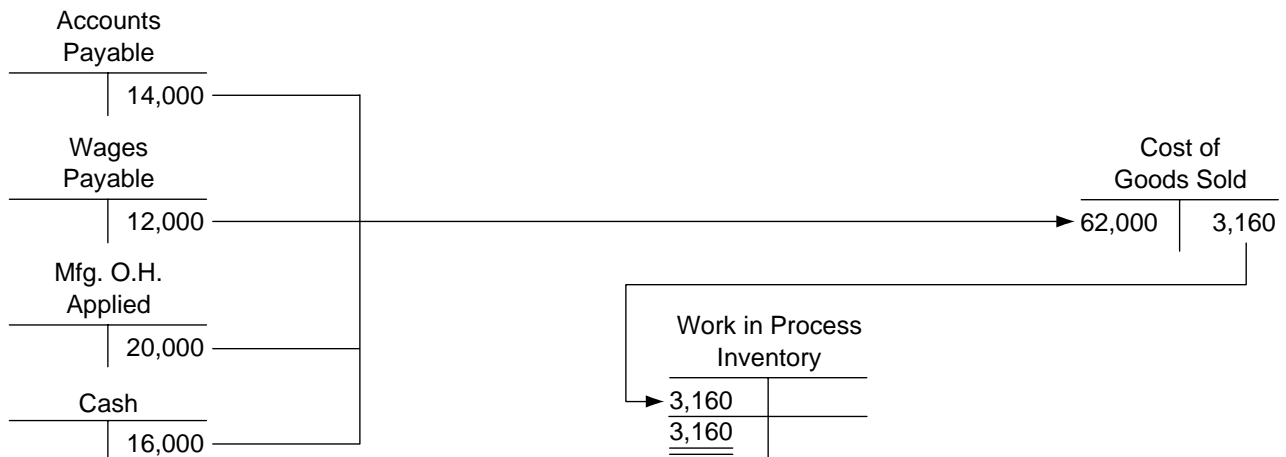 Accounts
Payable
14,000
Wages
Payable
12,000
Mfg. O.H.
Applied
20,000
Cash
16,000
Cost of
Goods Sold
62,000 3,160
Work in Process
Inventory
3,160
3,160